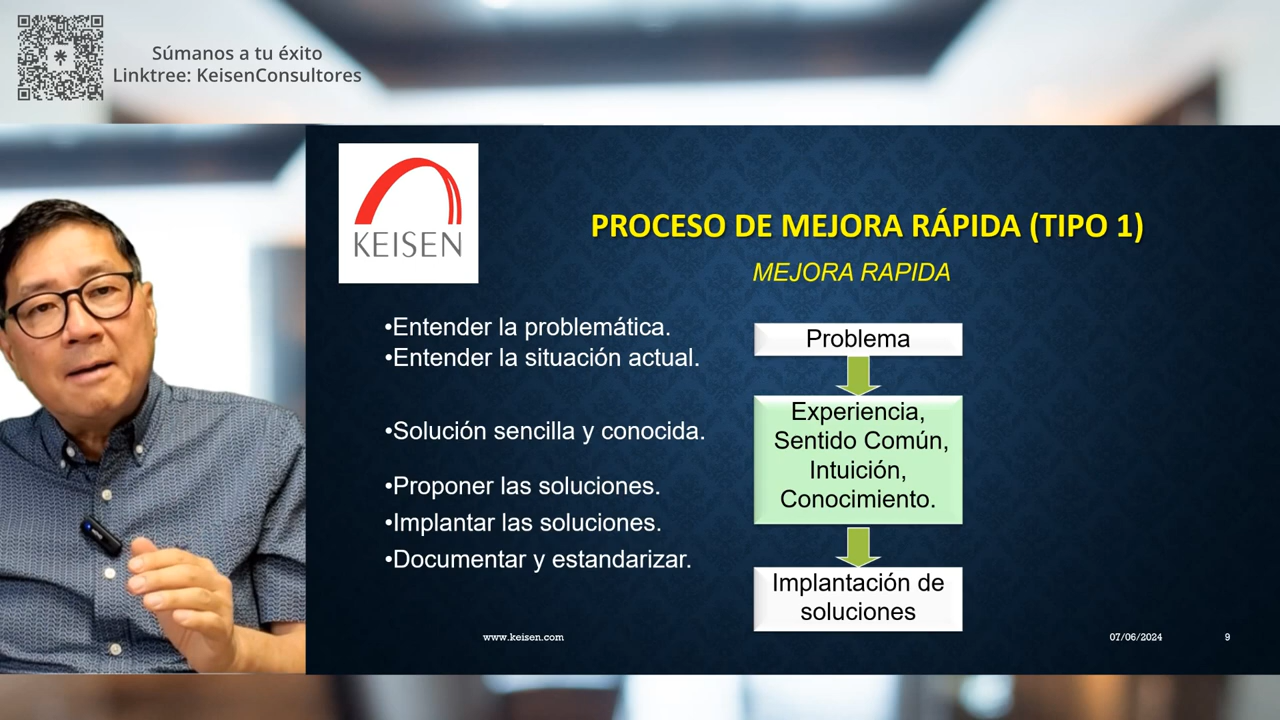 Súmanos a tu éxito
Linktree: KeisenConsultores
KEISEN
PROCESO DE MEJORA RÁPIDA (TIPO 1)
MEJORA RAPIDA
•Entender la problemática.
•Entender la situación actual.
•Solución sencilla y conocida.
•Proponer las soluciones.
•Implantar las soluciones.
•Documentar y estandarizar.
Problema
Experiencia,
Sentido Común,
Intuición,
Conocimiento.
Implantación de
soluciones
www.keisen.com
07/06/2024
9